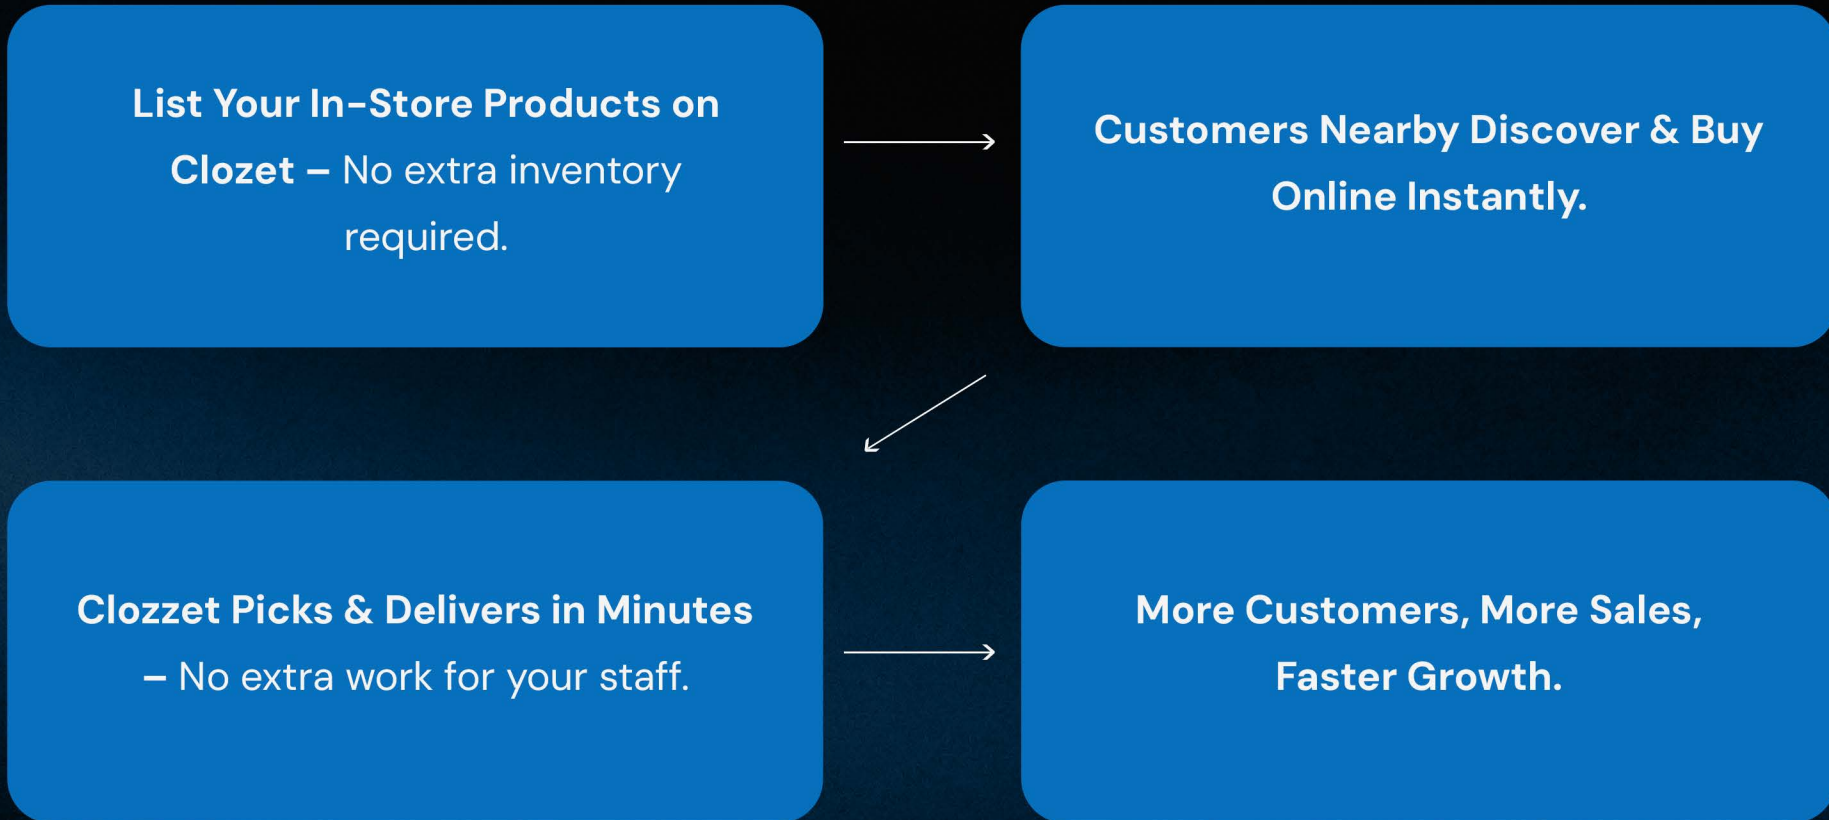 List Your In-Store Products on
Clozet – No extra inventory
required.
Customers Nearby Discover & Buy
Online Instantly.
Clozzet Picks & Delivers in Minutes
– No extra work for your staff.
More Customers, More Sales,
Faster Growth.